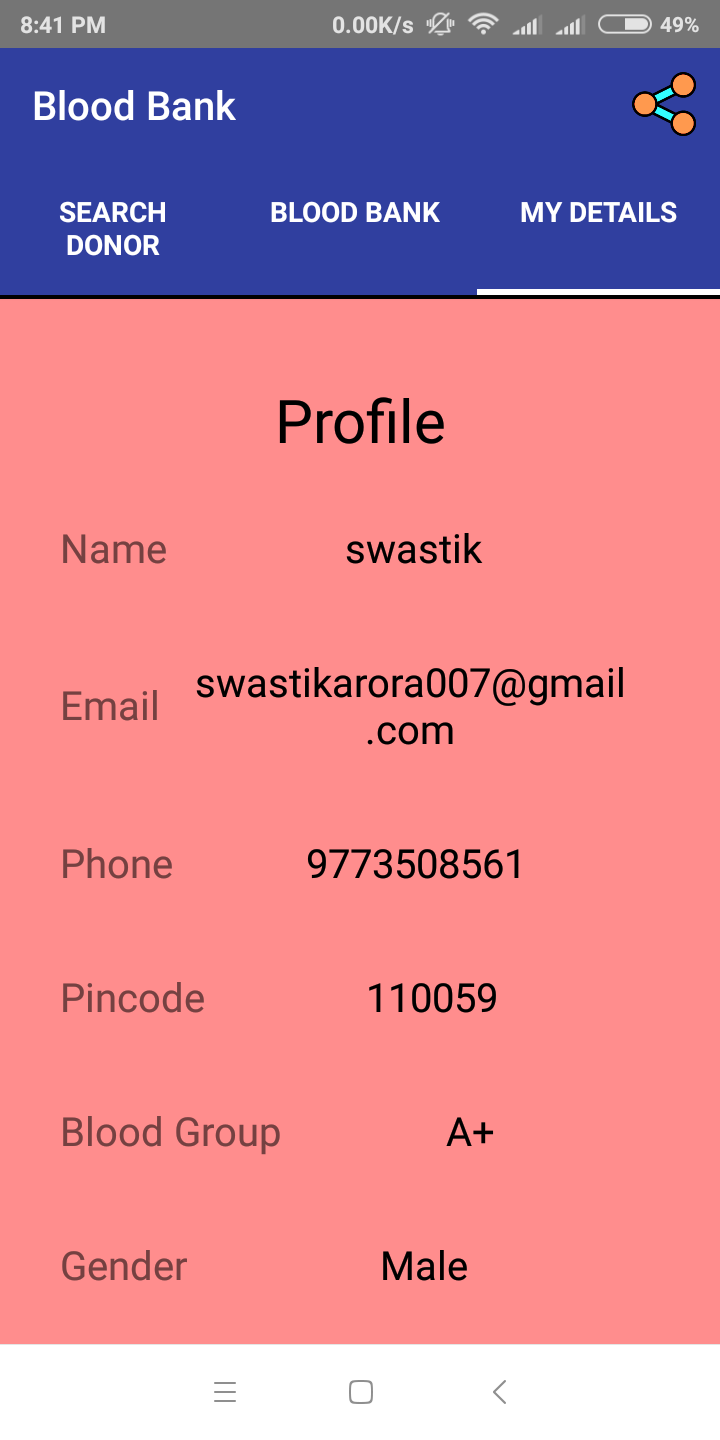 8:41 PM 0.00K/s 49%
Blood Bank
SEARCH
DONOR
BLOOD BANK
MY DETAILS
Profile
Name swastik
Email swastikarora007@gmail
.com
Phone 9773508561
Pincode 110059
Blood Group A+
Gender Male